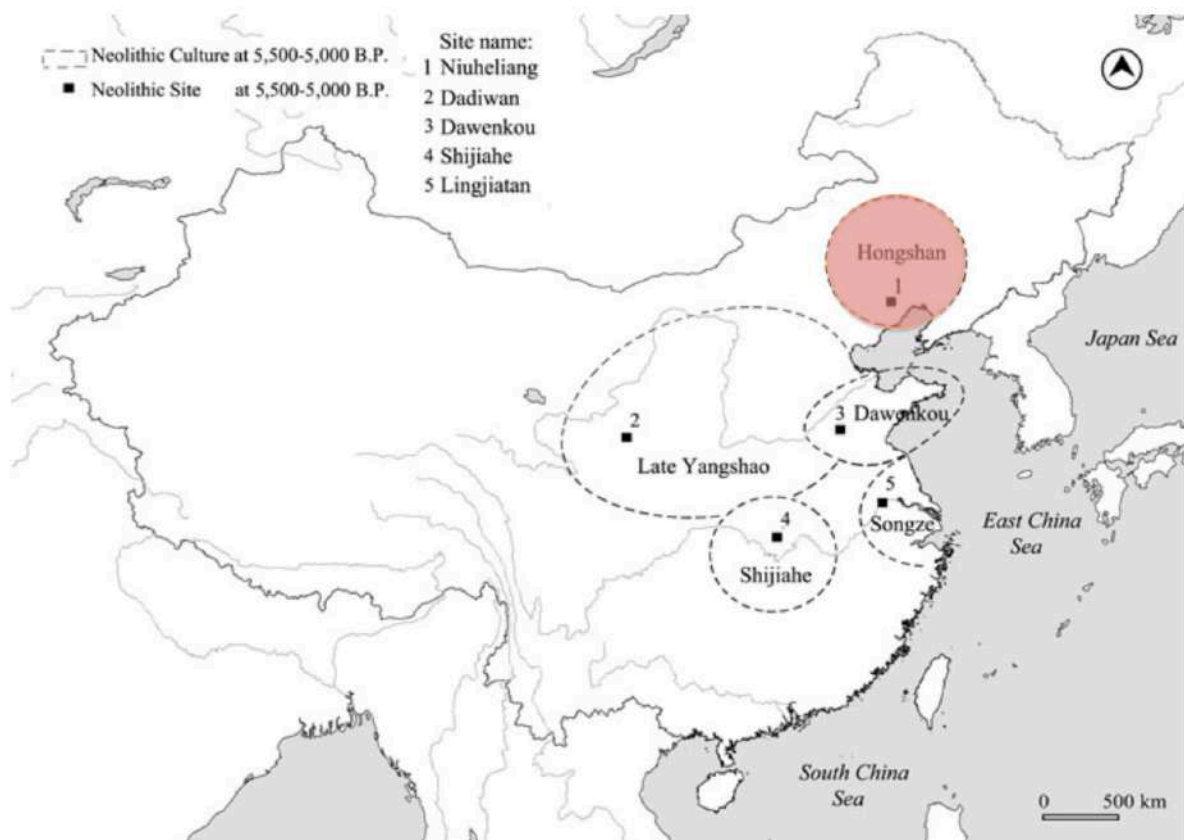 Neolithic Culture at 5,500-5,000 B.P.
Neolithic Site at 5,500-5,000 B.P.
Site name:
1 Niuheliang
2 Dadiwan
3 Dawenkou
4 Shijiahe
5 Lingjiatan
Hongshan
1
Japan Sea
3 Dawenkou
2
Late Yangshao
5
Songze
East China
Sea
4
Shijiahe
South China
Sea
0 500 km